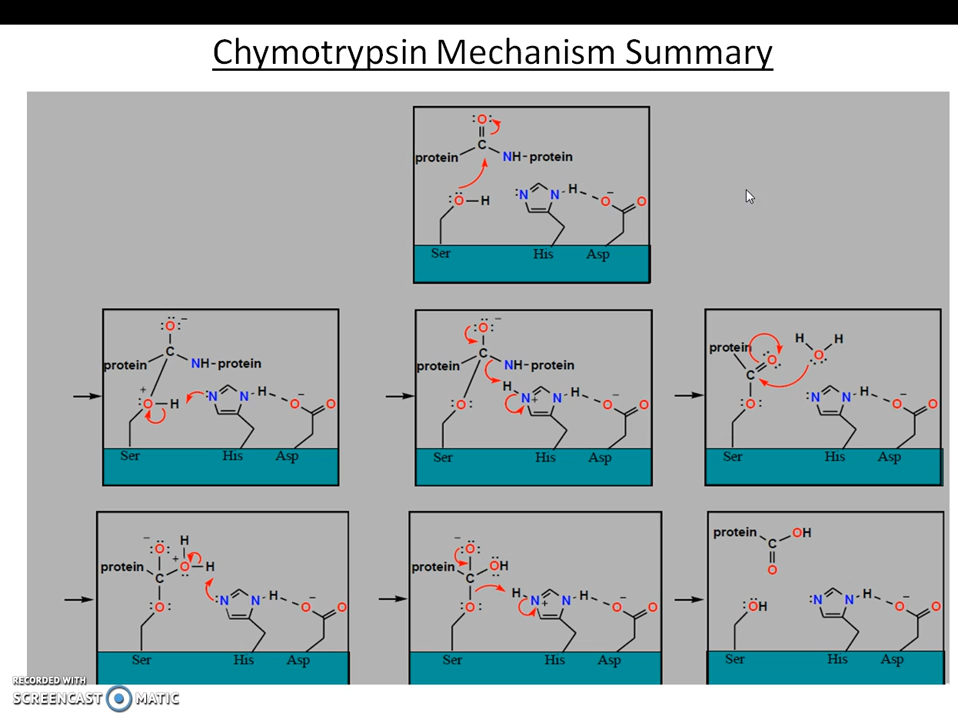 Chymotrypsin Mechanism Summary
:O:
C
protein
NH-protein
:O-H
:N
N
H
−
O
O
Ser
His
Asp
:O:−
C
protein
NH-protein
+
:O-H
:N
N
H
−
O
O
Ser
His
Asp
:O:−
C
protein
NH-protein
H
:O:
N+
N
H
−
O
O
Ser
His
Asp
protein
H
H
O
:O:
C
:O:
:N
N
H
−
O
O
Ser
His
Asp
−
:O:
H
protein
+
O-H
C
:O:
:N
N
H
−
O
O
Ser
His
Asp
−
:O:
protein
OH
C
:O:
H
N+
N
H
−
O
O
Ser
His
Asp
protein
OH
C
O
:OH
:N
N
H
−
O
O
Ser
His
Asp
RECORDED WITH
SCREENCAST MATIC